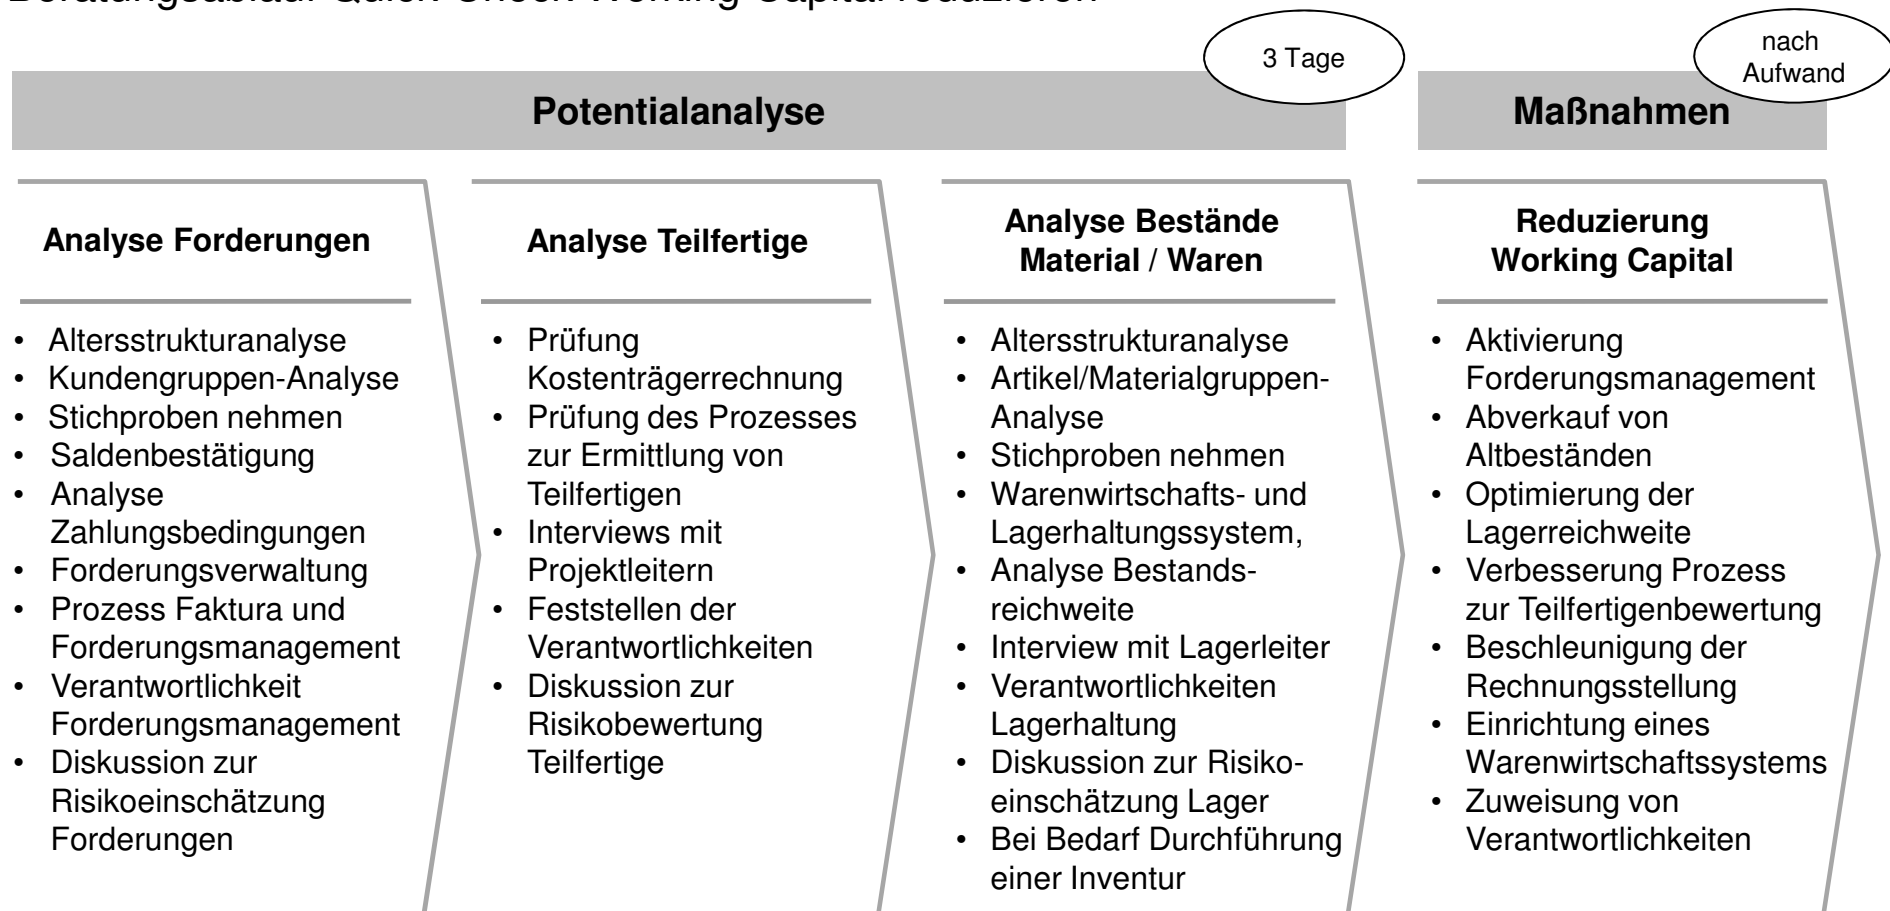 Beratungsablauf Quick-Check Working Capital reduzieren
3 Tage
nach
Aufwand
Potentialanalyse
Maßnahmen
Analyse Forderungen
• Altersstrukturanalyse
• Kundengruppen-Analyse
• Stichproben nehmen
• Saldenbestätigung
• Analyse
Zahlungsbedingungen
• Forderungsverwaltung
• Prozess Faktura und
Forderungsmanagement
• Verantwortlichkeit
Forderungsmanagement
• Diskussion zur
Risikoeinschätzung
Forderungen
Analyse Teilfertige
• Prüfung
Kostenträgerrechnung
• Prüfung des Prozesses
zur Ermittlung von
Teilfertigen
• Interviews mit
Projektleitern
• Feststellen der
Verantwortlichkeiten
• Diskussion zur
Risikobewertung
Teilfertige
Analyse Bestände
Material / Waren
• Altersstrukturanalyse
• Artikel/Materialgruppen-
Analyse
• Stichproben nehmen
• Warenwirtschafts- und
Lagerhaltungssystem,
• Analyse Bestands-
reichweite
• Interview mit Lagerleiter
• Verantwortlichkeiten
Lagerhaltung
• Diskussion zur Risiko-
einschätzung Lager
• Bei Bedarf Durchführung
einer Inventur
Reduzierung
Working Capital
• Aktivierung
Forderungsmanagement
• Abverkauf von
Altbeständen
• Optimierung der
Lagerreichweite
• Verbesserung Prozess
zur Teilfertigenbewertung
• Beschleunigung der
Rechnungsstellung
• Einrichtung eines
Warenwirtschaftssystems
• Zuweisung von
Verantwortlichkeiten